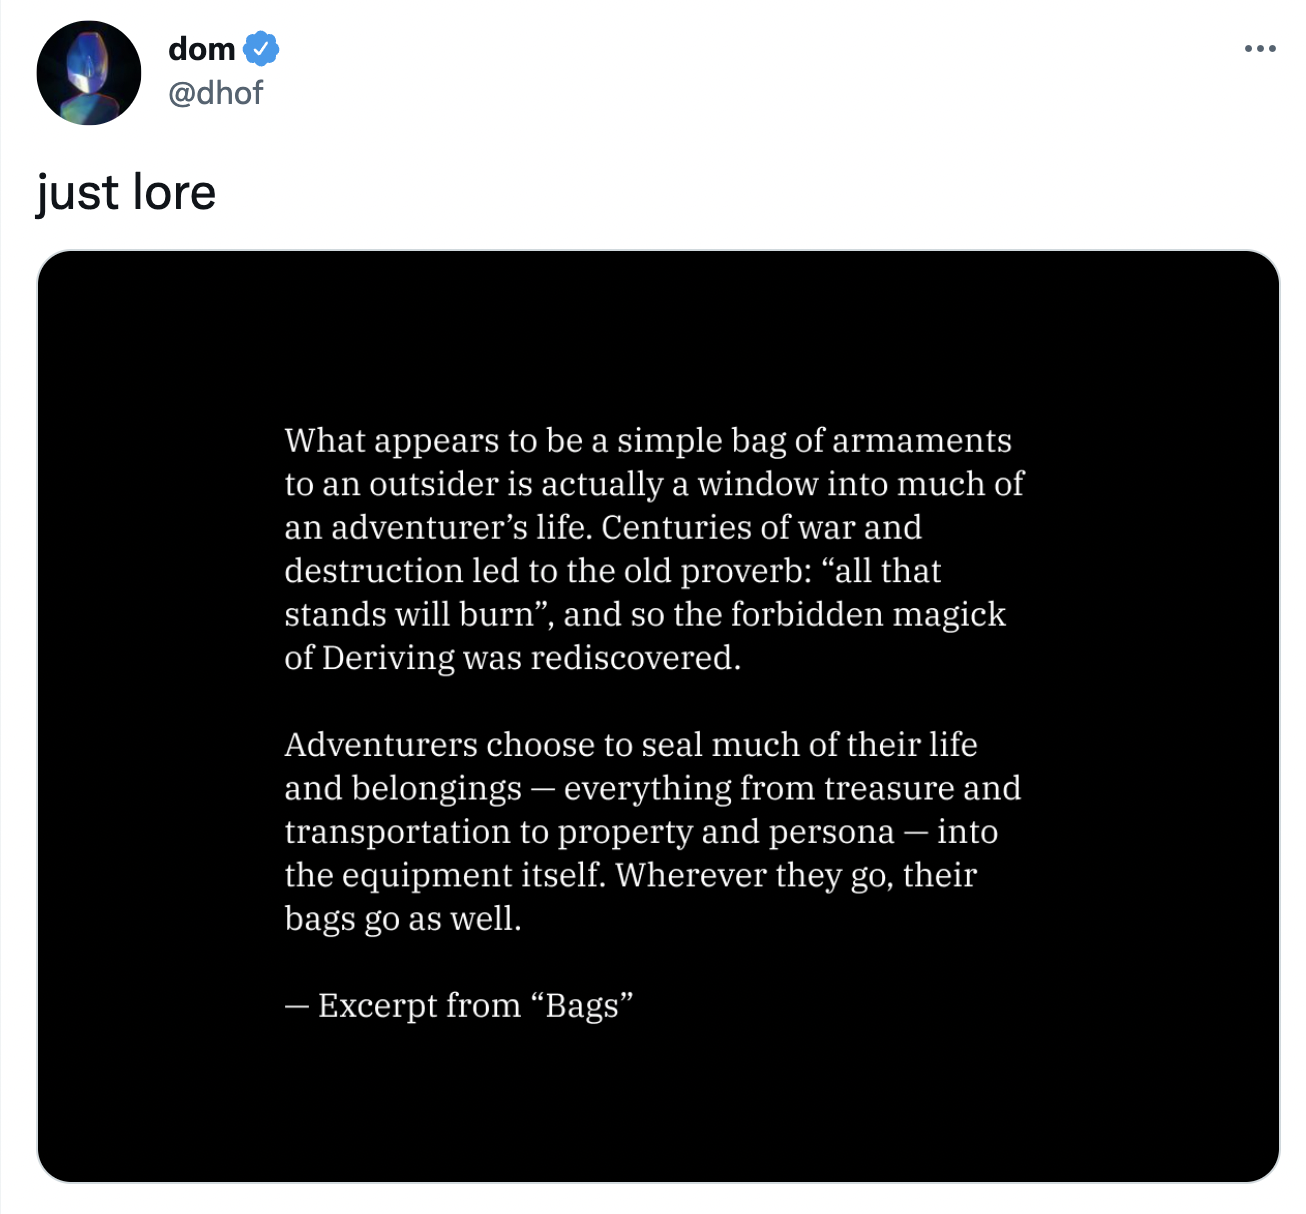 dom
@dhof
just lore
What appears to be a simple bag of armaments
to an outsider is actually a window into much of
an adventurer’s life. Centuries of war and
destruction led to the old proverb: “all that
stands will burn”, and so the forbidden magick
of Deriving was rediscovered.
Adventurers choose to seal much of their life
and belongings — everything from treasure and
transportation to property and persona — into
the equipment itself. Wherever they go, their
bags go as well.
— Excerpt from “Bags”